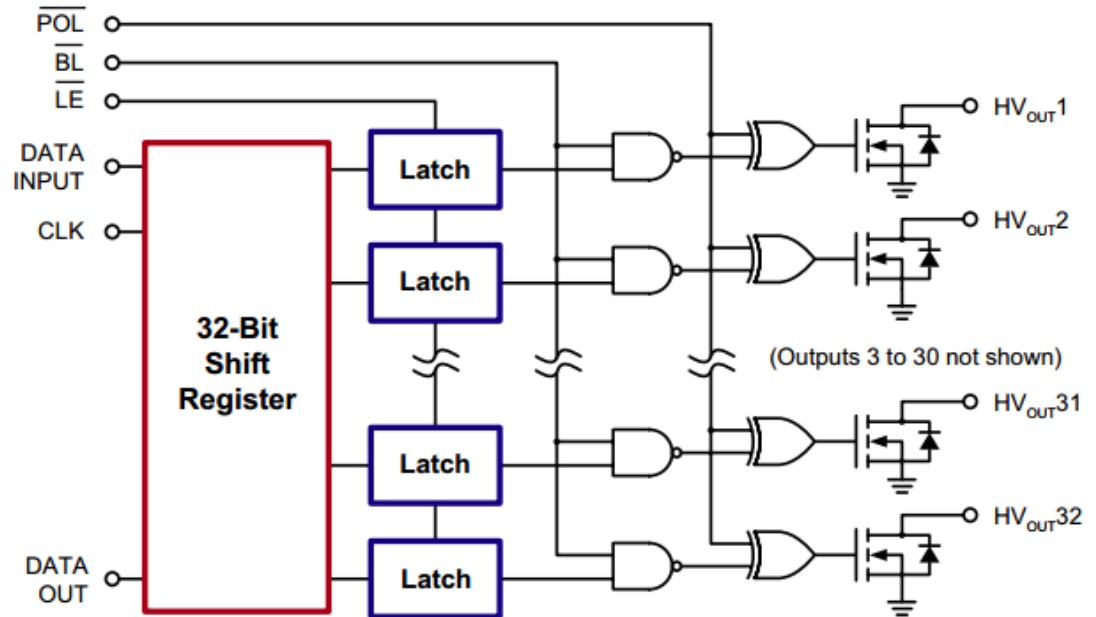 POL
BL
LE
DATA
INPUT
CLK
32-Bit
Shift
Register
DATA
OUT
Latch
Latch
Latch
Latch
HVOUT1
HVOUT2
(Outputs 3 to 30 not shown)
HVOUT31
HVOUT32